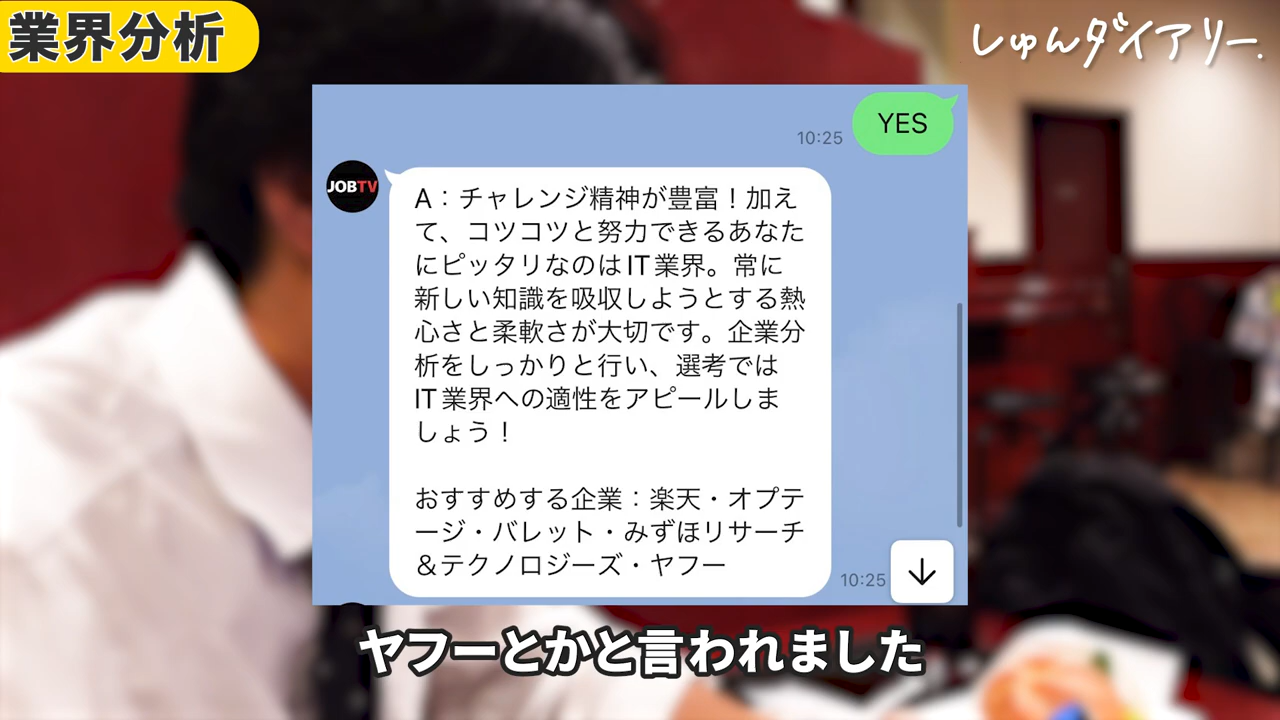 業界分析
しゅんダイアリー.
YES
10:25
JOBTV
A：チャレンジ精神が豊富！加え
て、コツコツと努力できるあなた
にピッタリなのはIT業界。常に
新しい知識を吸収しようとする熱
心さと柔軟さが大切です。企業分
析をしっかりと行い、選考では
IT業界への適性をアピールしま
しょう！
おすすめする企業：楽天・オプテ
ージ・バレット・みずほリサーチ
＆テクノロジーズ・ヤフー
10:25
ヤフーとかと言われました